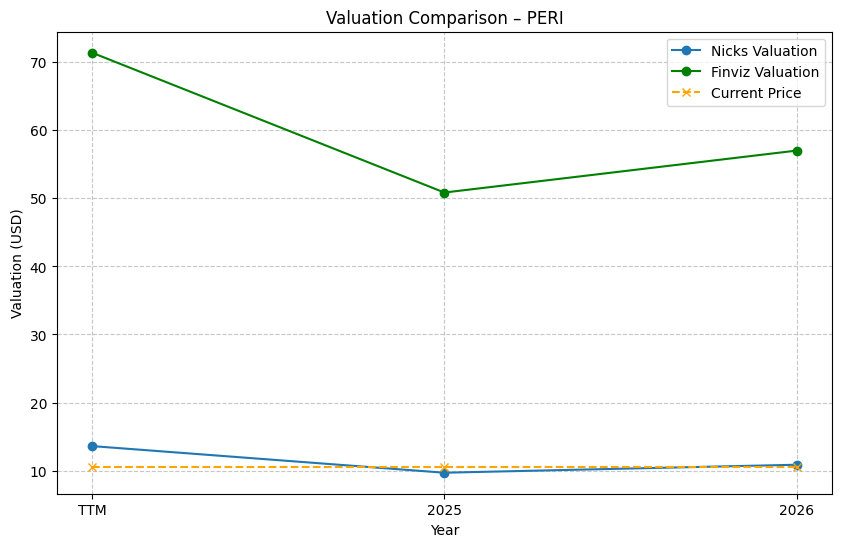 Valuation Comparison – PERI
Nicks Valuation
Finviz Valuation
Current Price
Valuation (USD)
70
60
50
40
30
20
10
TTM
2025
2026
Year